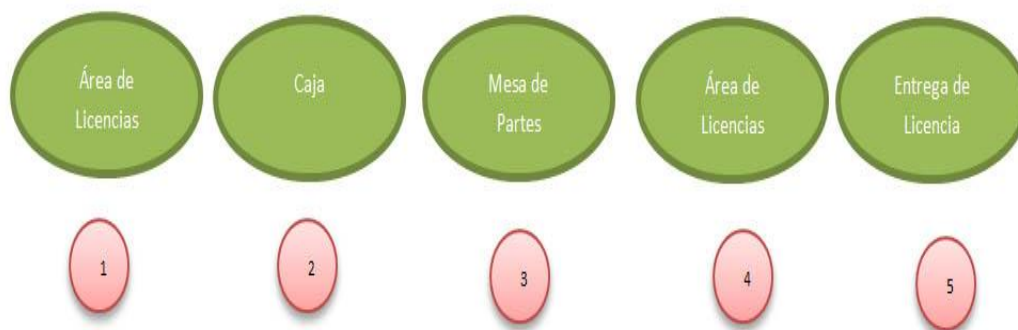 Área de
Licencias
Caja
Mesa de
Partes
Área de
Licencias
Entrega de
Licencia
1
2
3
4
5